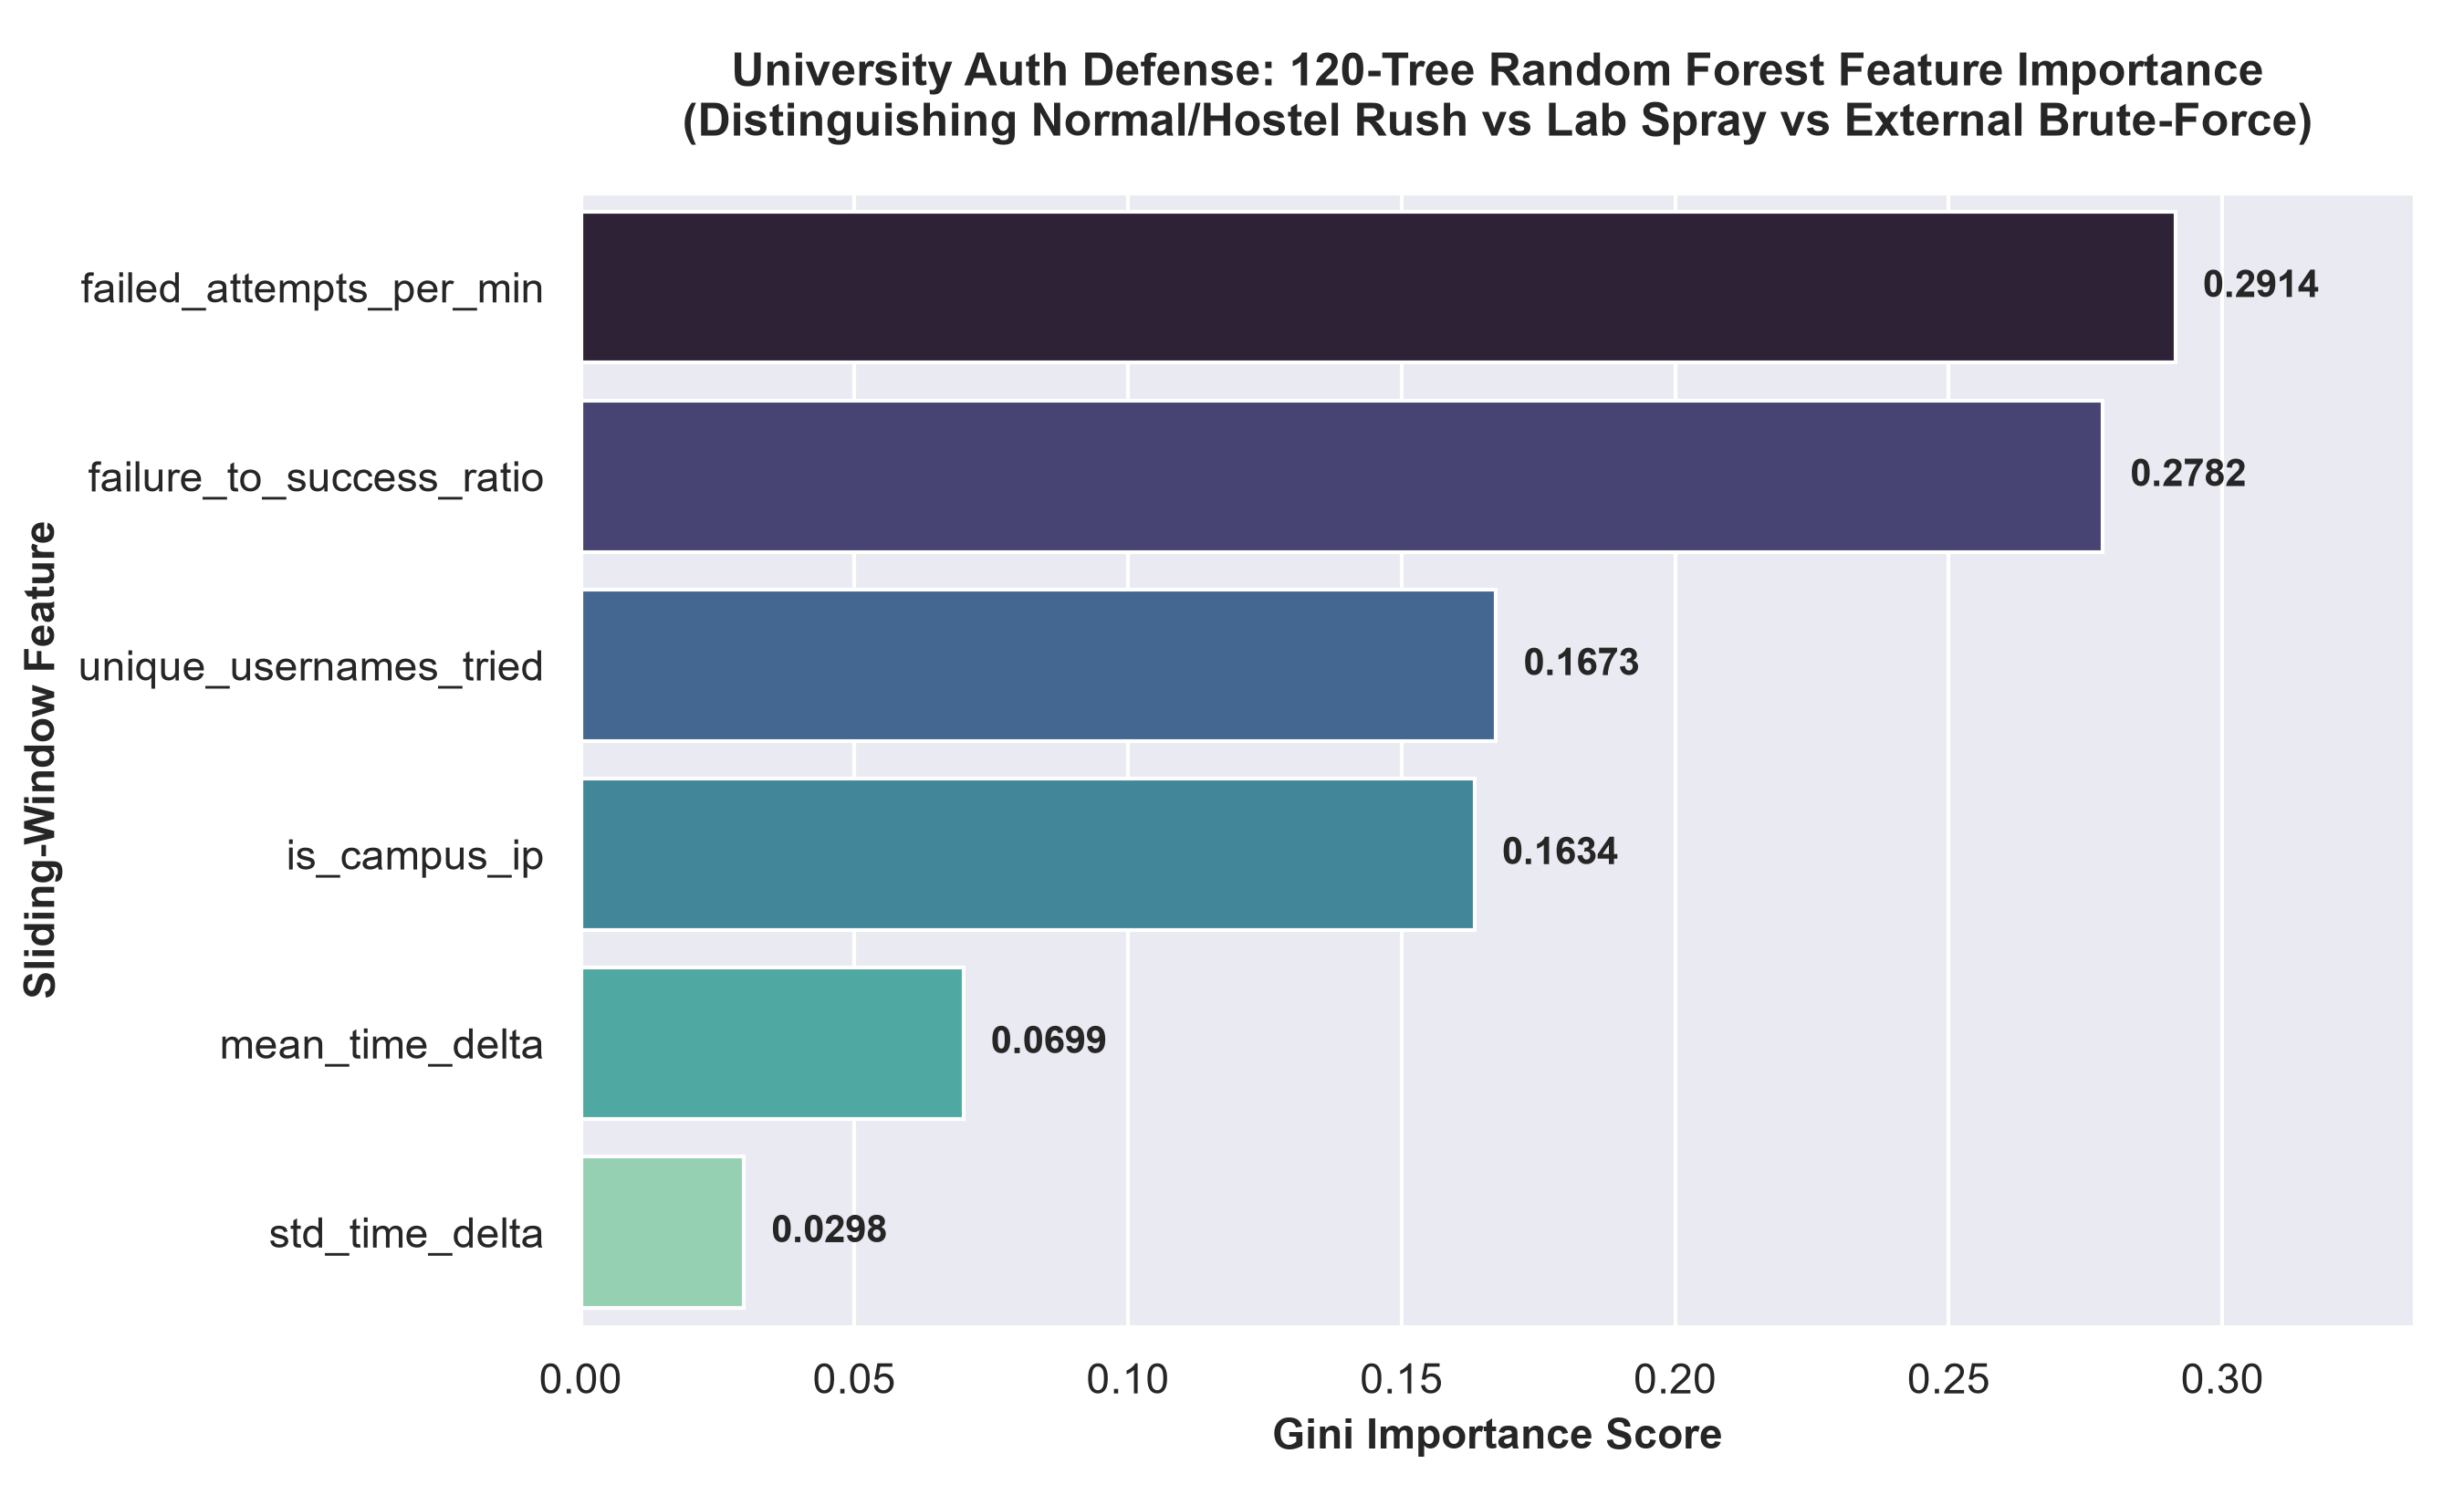 University Auth Defense: 120-Tree Random Forest Feature Importance
(Distinguishing Normal/Hostel Rush vs Lab Spray vs External Brute-Force)
Sliding-Window Feature
failed_attempts_per_min
0.2914
failure_to_success_ratio
0.2782
unique_usernames_tried
0.1673
is_campus_ip
0.1634
mean_time_delta
0.0699
std_time_delta
0.0298
0.00 0.05 0.10 0.15 0.20 0.25 0.30
Gini Importance Score